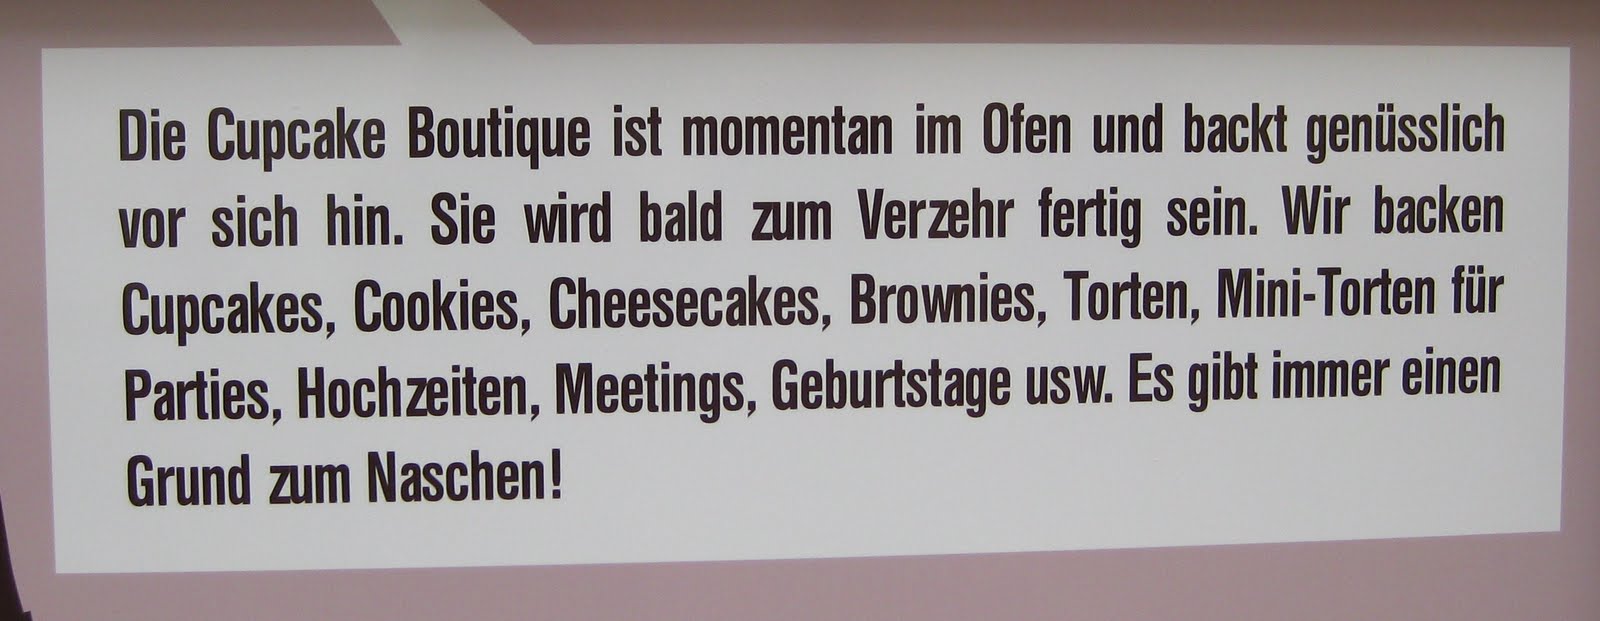 Die Cupcake Boutique ist momentan im Ofen und backt genüsslich
vor sich hin. Sie wird bald zum Verzehr fertig sein. Wir backen
Cupcakes, Cookies, Cheesecakes, Brownies, Torten, Mini-Torten für
Parties, Hochzeiten, Meetings, Geburtstage usw. Es gibt immer einen
Grund zum Naschen!